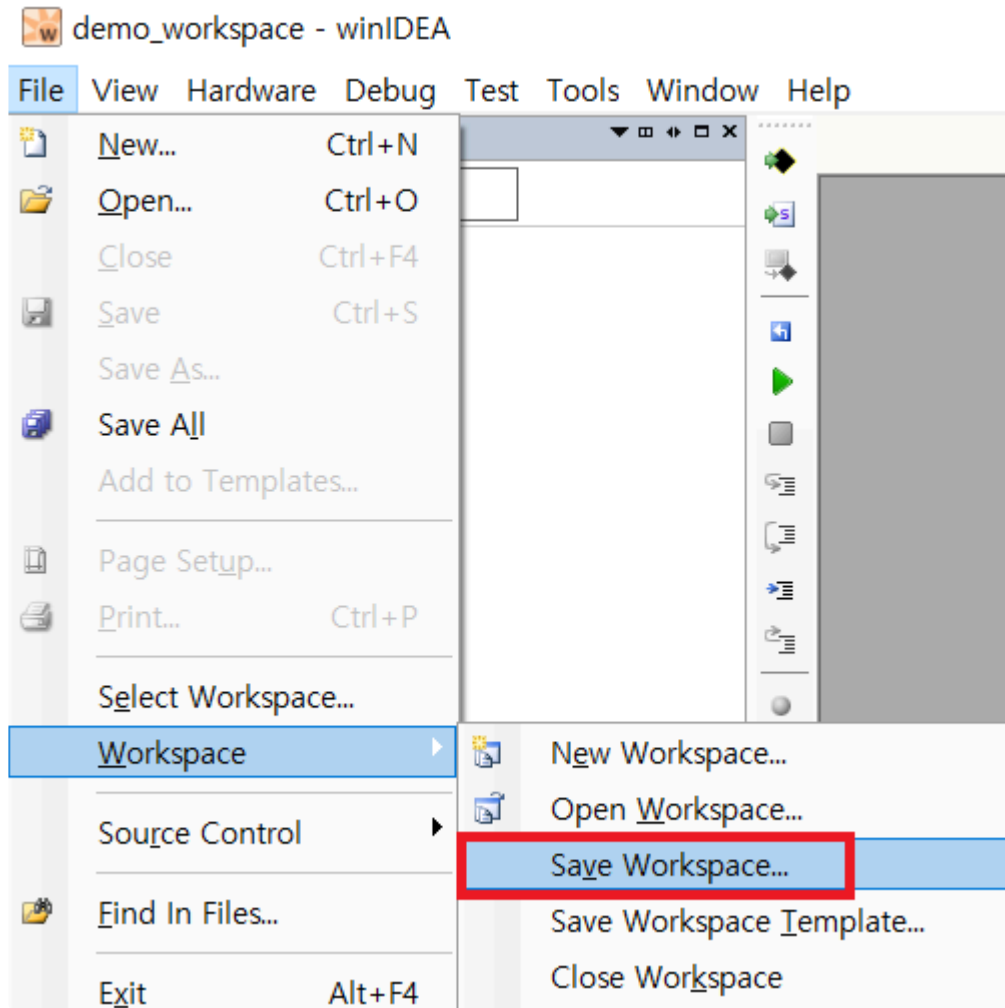 demo_workspace - winIDEA
File View Hardware Debug Test Tools Window Help
New... Ctrl+N
Open... Ctrl+O
Close Ctrl+F4
Save Ctrl+S
Save As...
Save All
Add to Templates...
Page Setup...
Print... Ctrl+P
Select Workspace...
Workspace
New Workspace...
Open Workspace...
Source Control
Save Workspace...
Find In Files...
Save Workspace Template...
Close Workspace
Exit Alt+F4